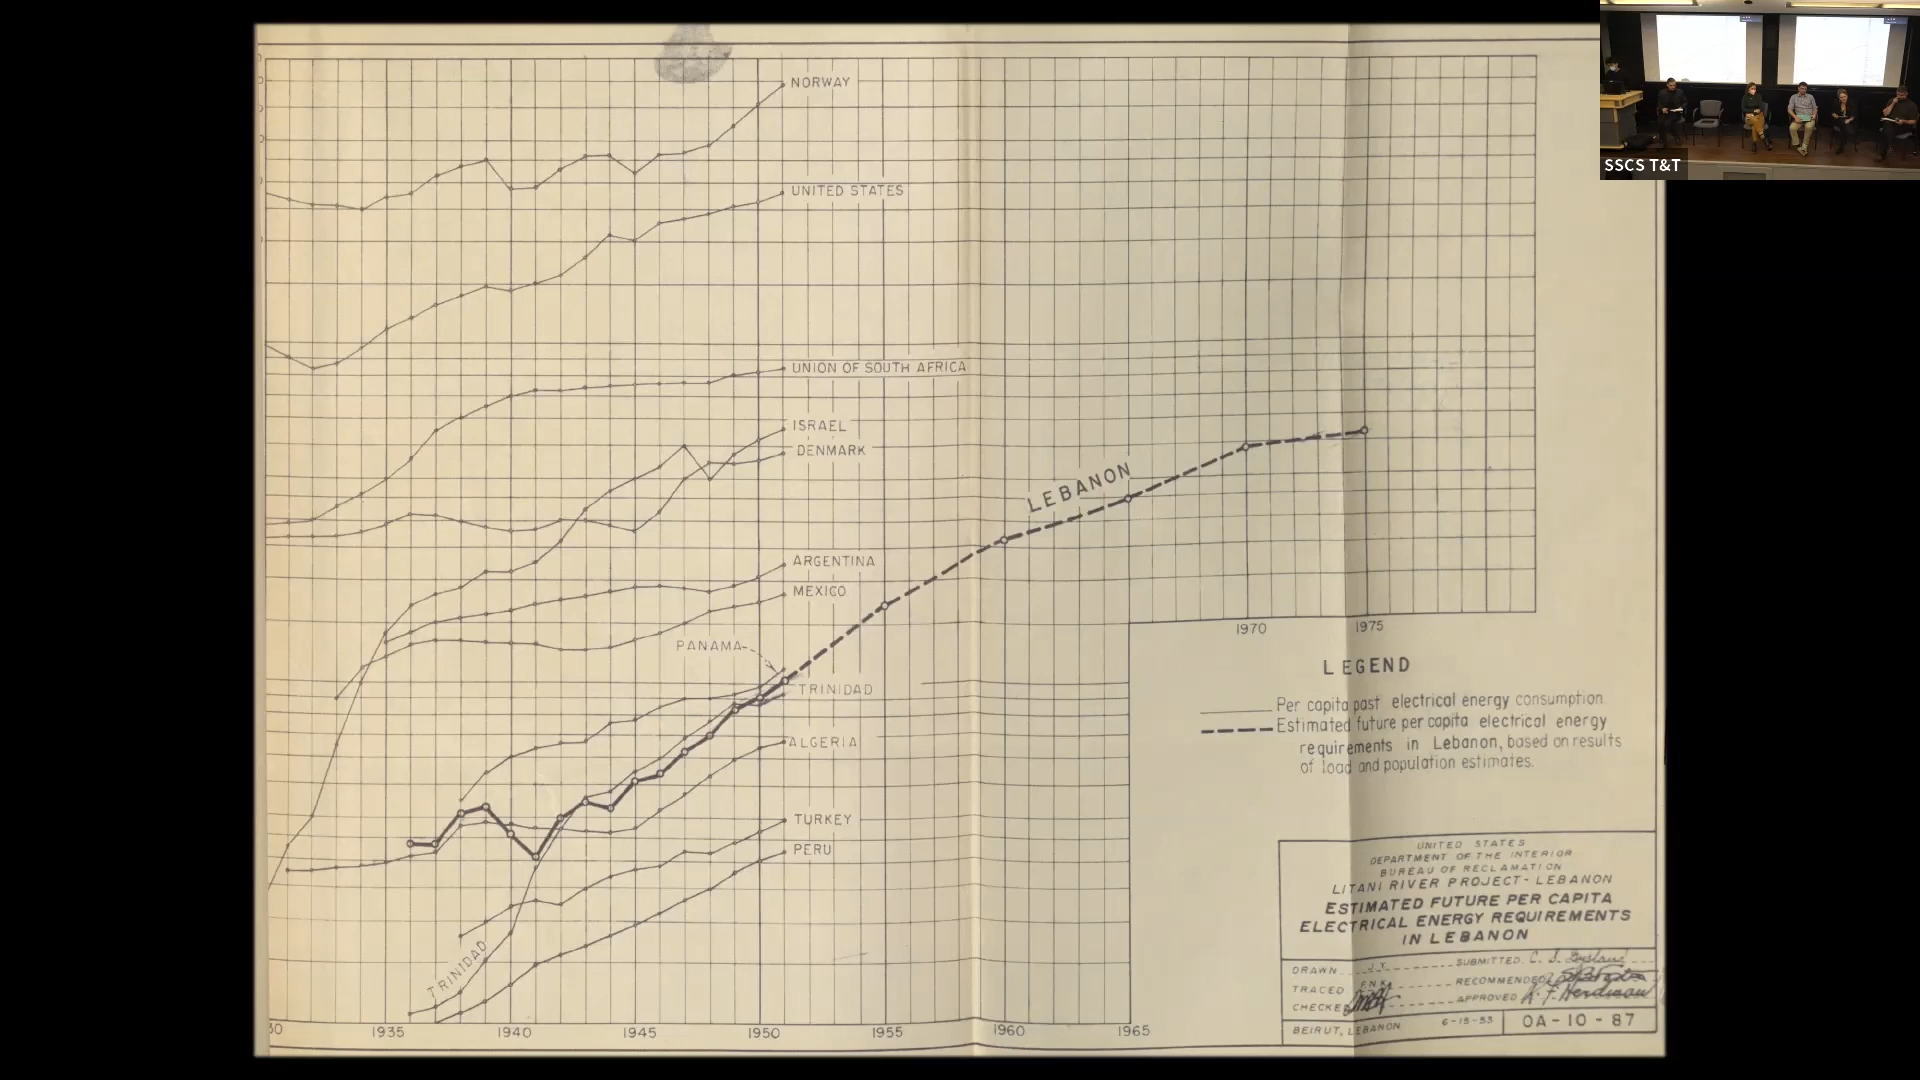 SSCS T&T
NORWAY
UNITED STATES
UNION OF SOUTH AFRICA
ISRAEL
DENMARK
LEBANON
ARGENTINA
MEXICO
PANAMA
TRINIDAD
ALGERIA
TURKEY
PERU
TRINIDAD
30 1935 1940 1945 1950 1955 1960 1965
1970 1975
LEGEND
Per capita past electrical energy consumption
Estimated future per capita electrical energy
requirements in Lebanon, based on results
of load and population estimates.
UNITED STATES
DEPARTMENT OF THE INTERIOR
BUREAU OF RECLAMATION
LITANI RIVER PROJECT - LEBANON
ESTIMATED FUTURE PER CAPITA
ELECTRICAL ENERGY REQUIREMENTS
IN LEBANON
DRAWN J.Y. SUBMITTED
TRACED F.N.K. RECOMMENDED
CHECKED APPROVED
BEIRUT, LEBANON 6-15-53 OA-10-87